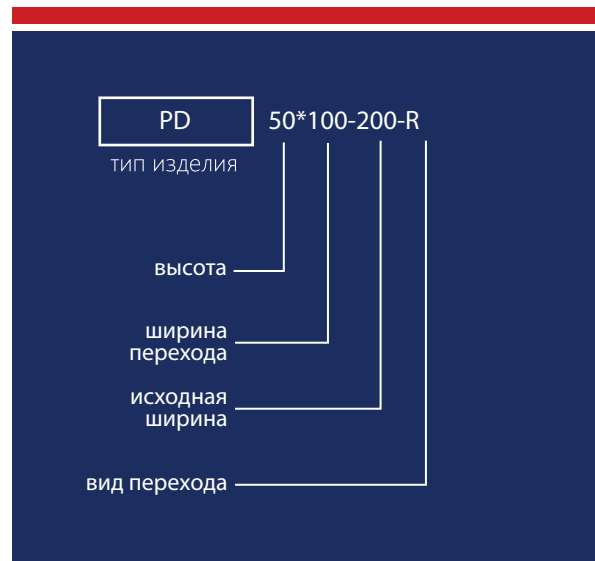 PD 50*100-200-R
тип изделия
высота
ширина
перехода
исходная
ширина
вид перехода